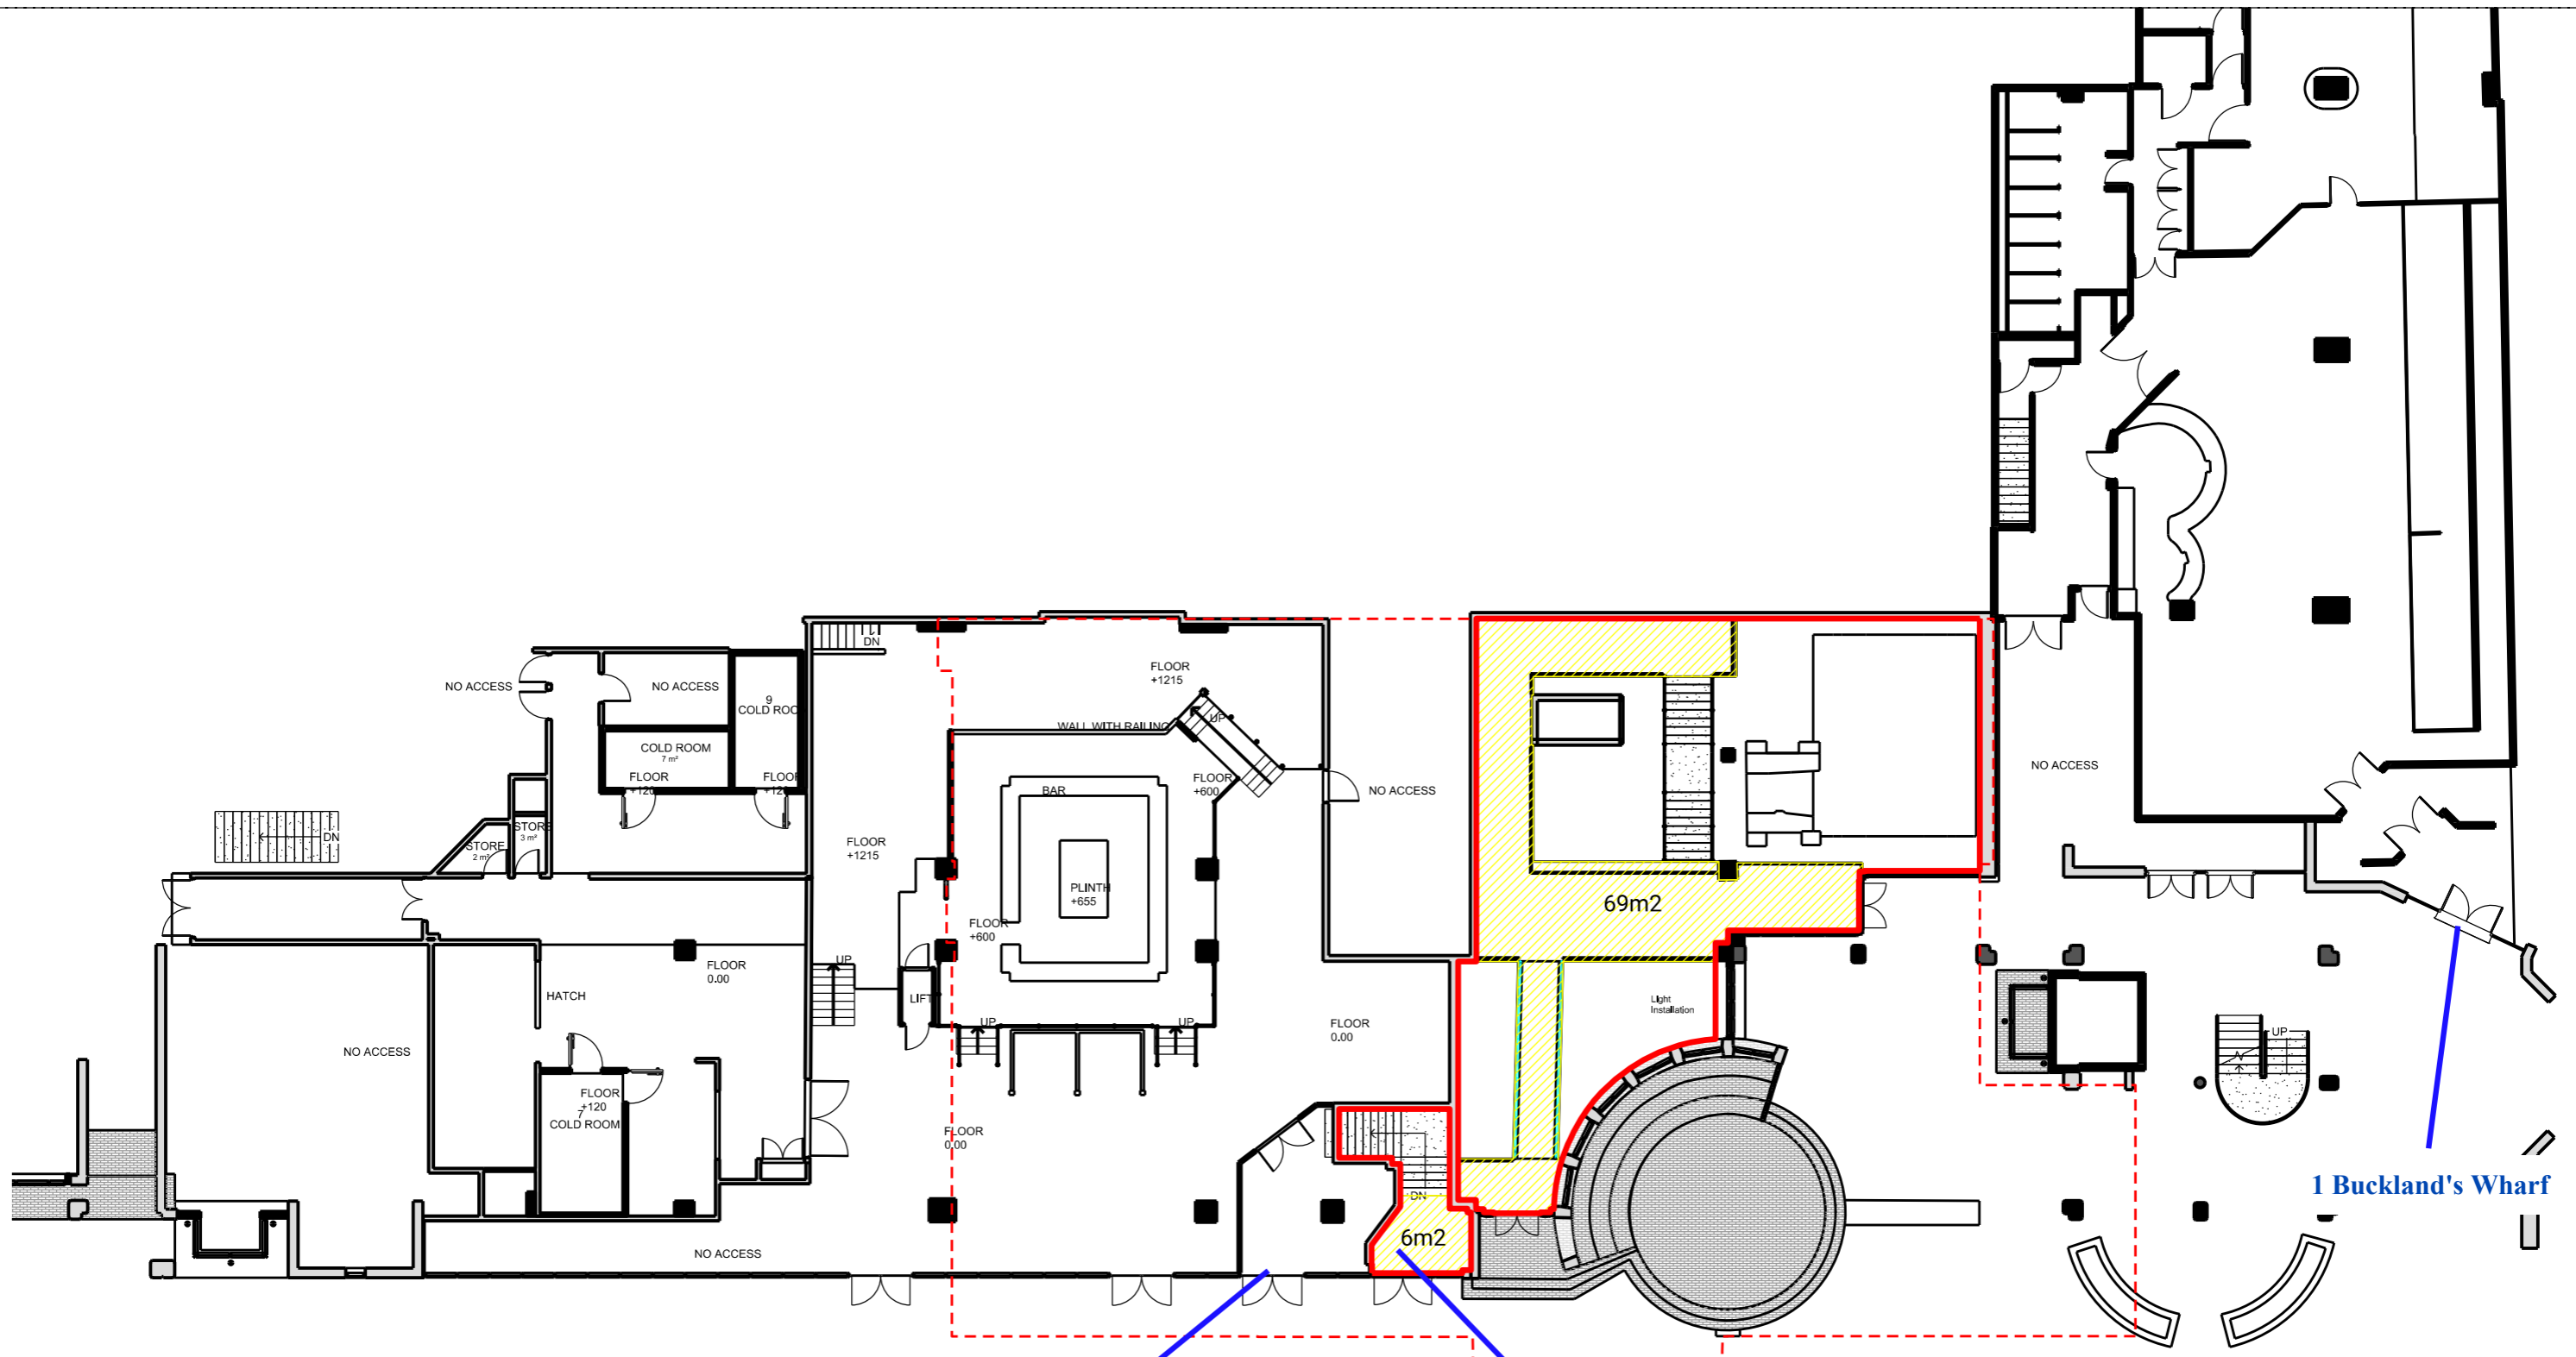 DN
FLOOR
+1215
NO ACCESS
NO ACCESS
9
COLD ROO
WALL WITH RAILING
UP
COLD ROOM
7 m²
FLOOR
+120
FLOOR
+120
FLOOR
+600
BAR
NO ACCESS
NO ACCESS
STORE
3 m²
DN
STORE
2 m²
FLOOR
+1215
PLINTH
+655
69m2
FLOOR
+600
UP
FLOOR
0.00
HATCH
LIFT
Light
Installation
UP
UP
FLOOR
0.00
UP
NO ACCESS
FLOOR
+120
7
COLD ROOM
FLOOR
0.00
DN
1 Buckland's Wharf
6m2
NO ACCESS